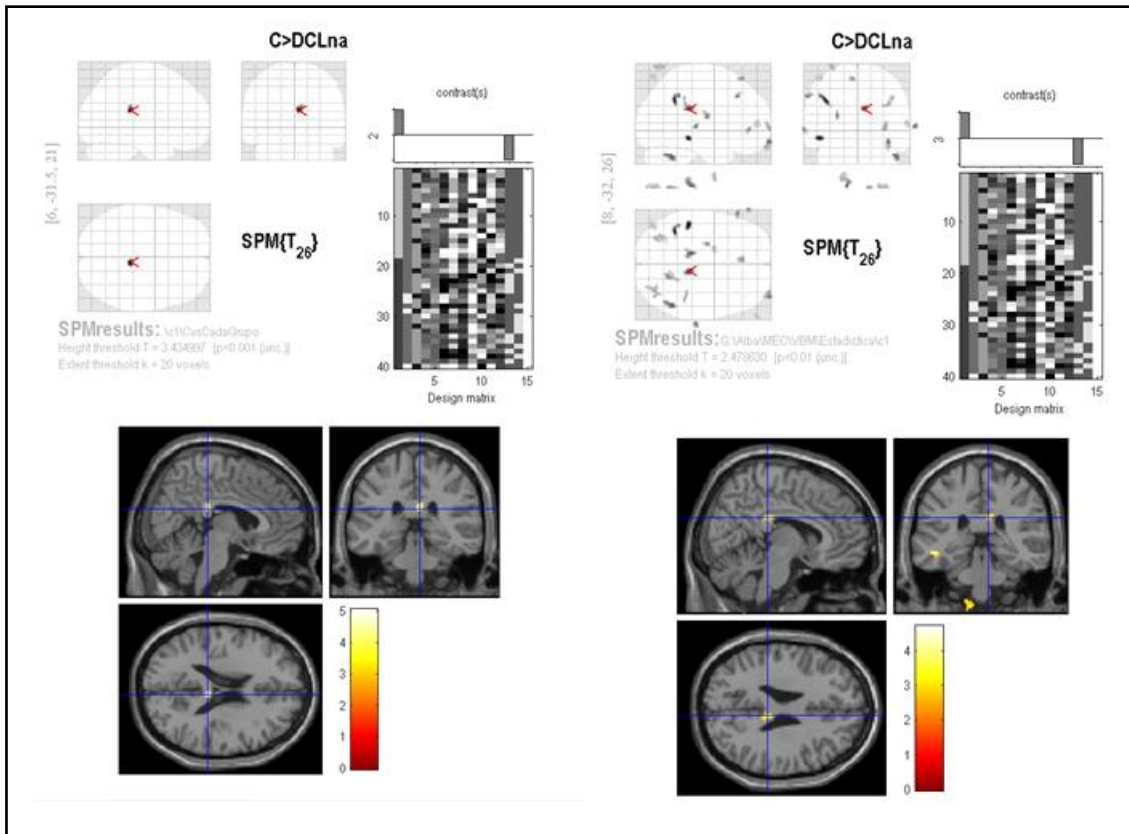 C>DCLna
contrast(s)
2
[6, -31.5, 21]
SPM{T26}
10
20
30
40
5 10 15
Design matrix
SPMresults: .\c1\CvsCadaGrupo
Height threshold T = 3.434997 [p<0.001 (unc.)]
Extent threshold k = 20 voxels
5
4
3
2
1
0
C>DCLna
contrast(s)
3
[8, -32, 26]
SPM{T26}
10
20
30
40
5 10 15
Design matrix
SPMresults: G:\Alba\MEC\VBM\Estadistica\c1
Height threshold T = 2.478630 [p<0.01 (unc.)]
Extent threshold k = 20 voxels
4
3
2
1
0